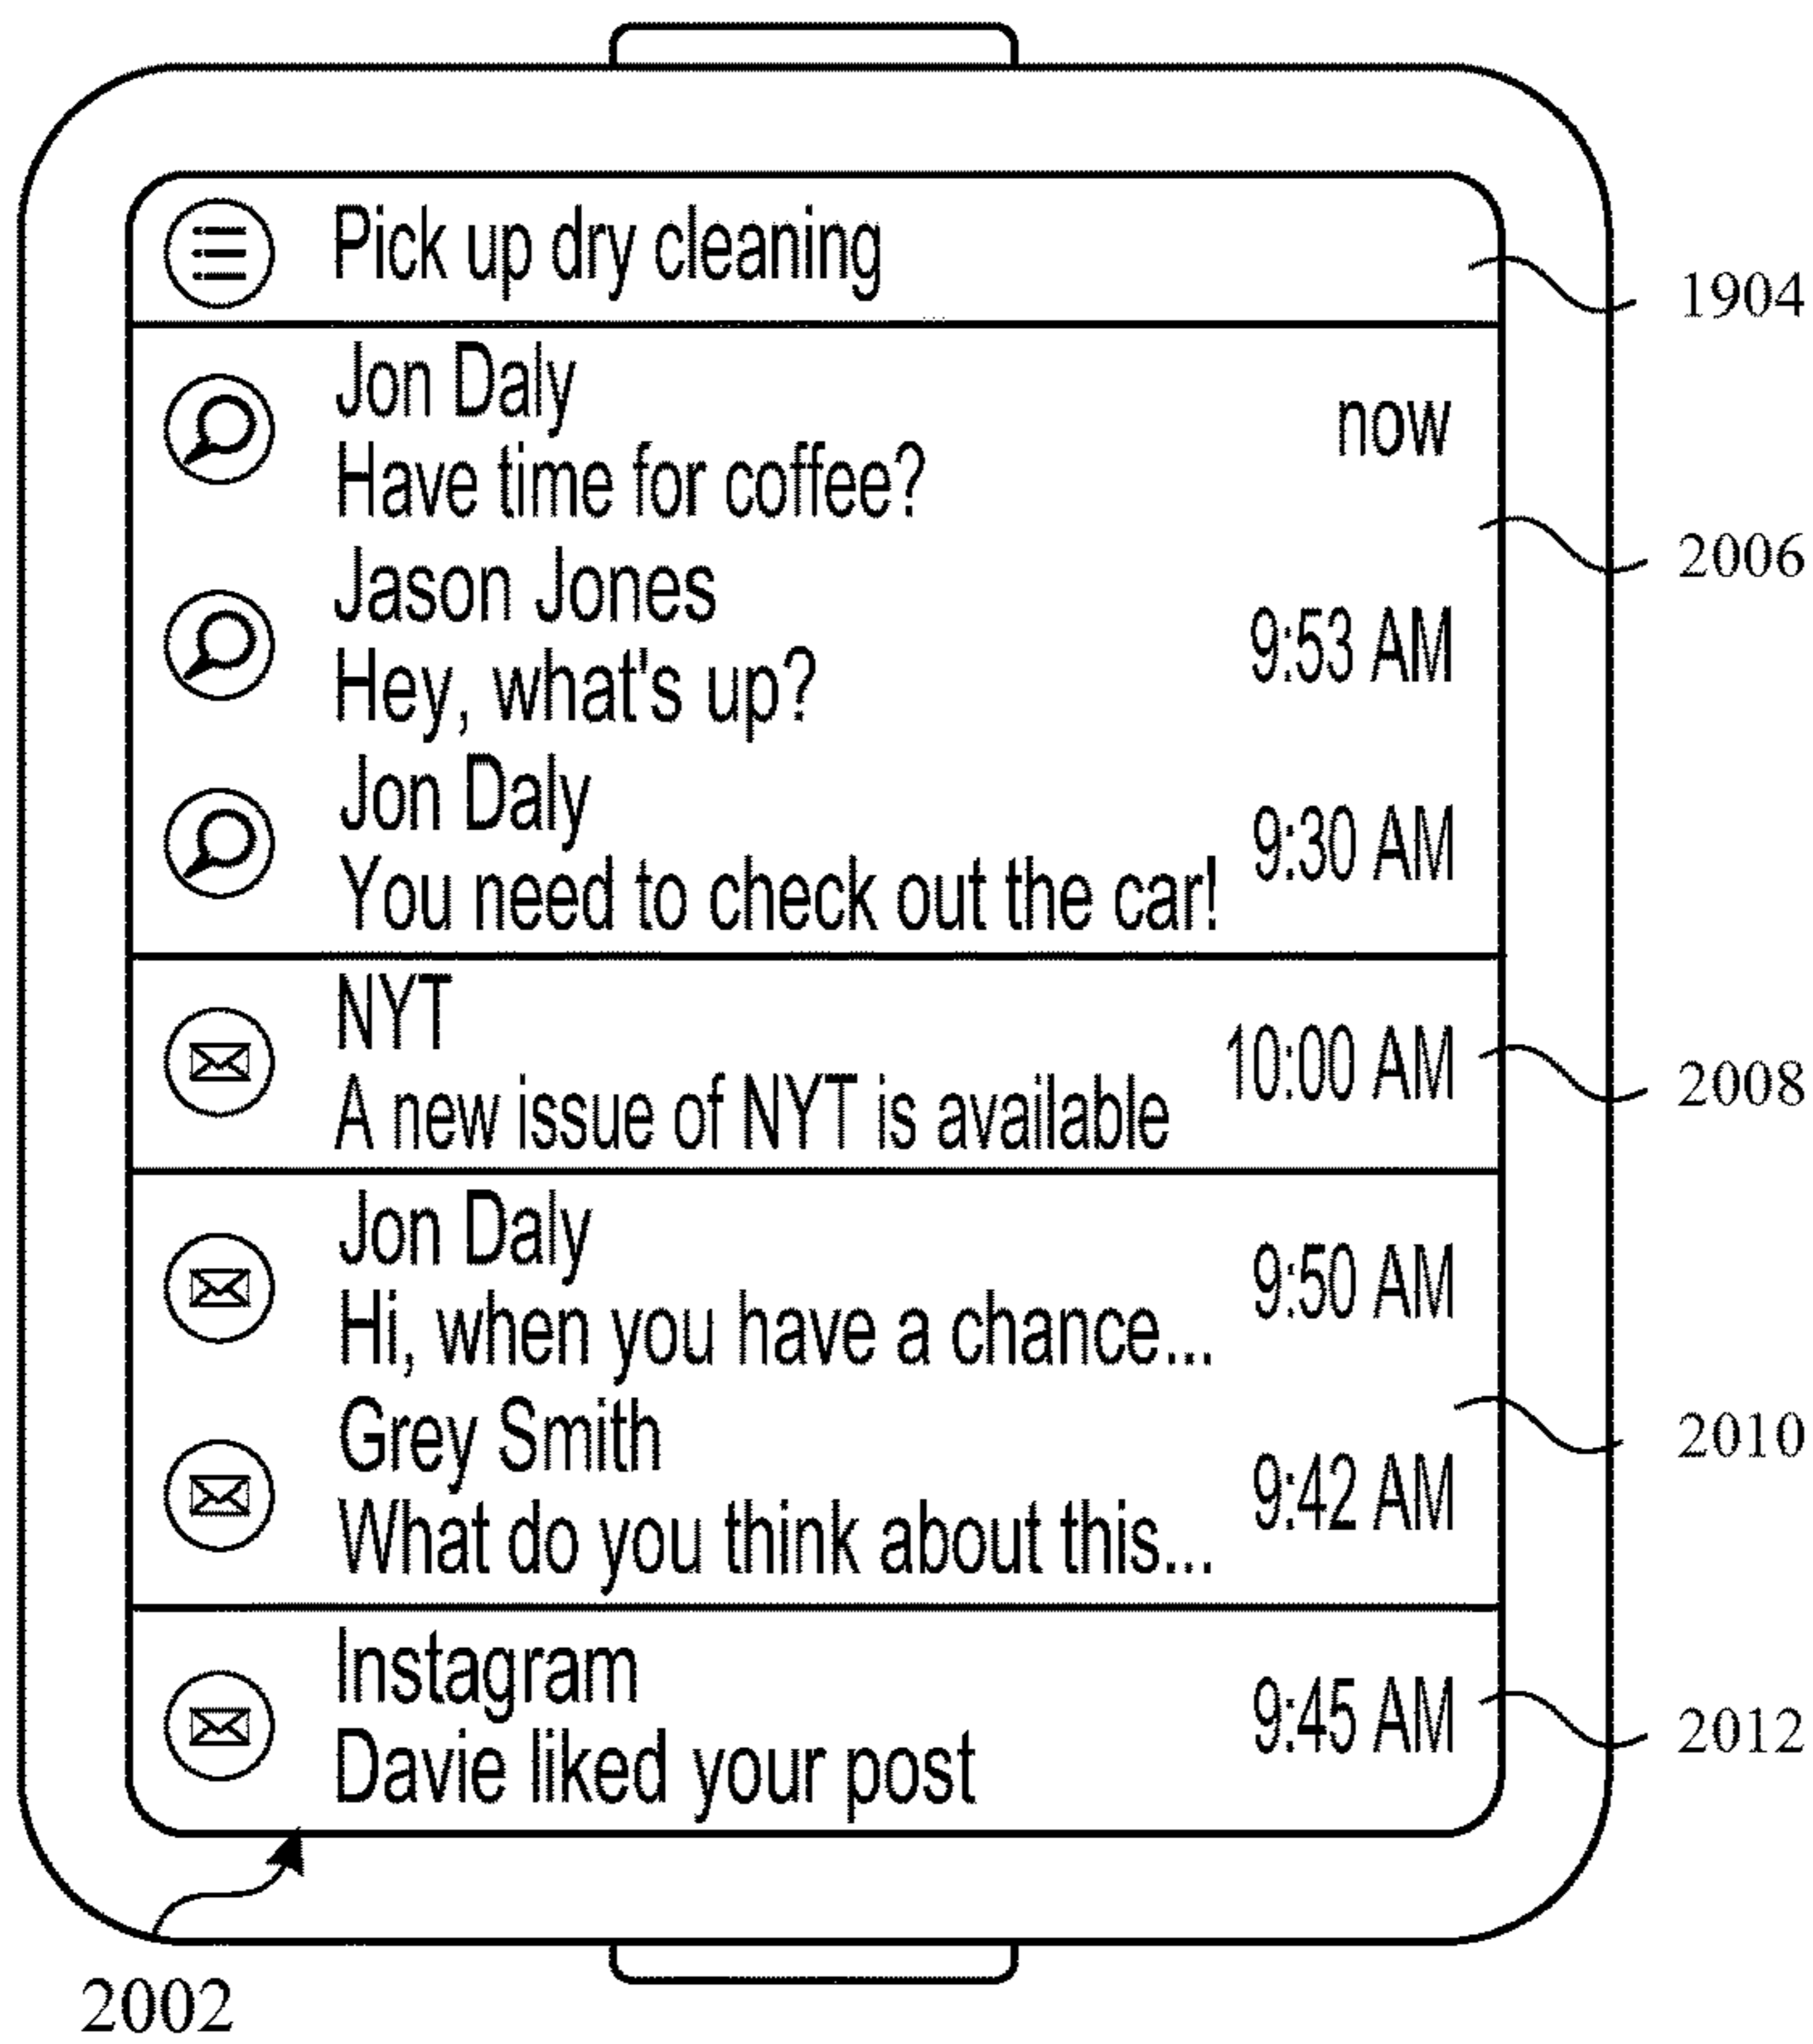 Pick up dry cleaning
1904
Jon Daly
now
Have time for coffee?
2006
Jason Jones
9:53 AM
Hey, what's up?
Jon Daly
9:30 AM
You need to check out the car!
NYT
10:00 AM
2008
A new issue of NYT is available
Jon Daly
9:50 AM
Hi, when you have a chance...
2010
Grey Smith
9:42 AM
What do you think about this...
Instagram
9:45 AM
2012
Davie liked your post
2002